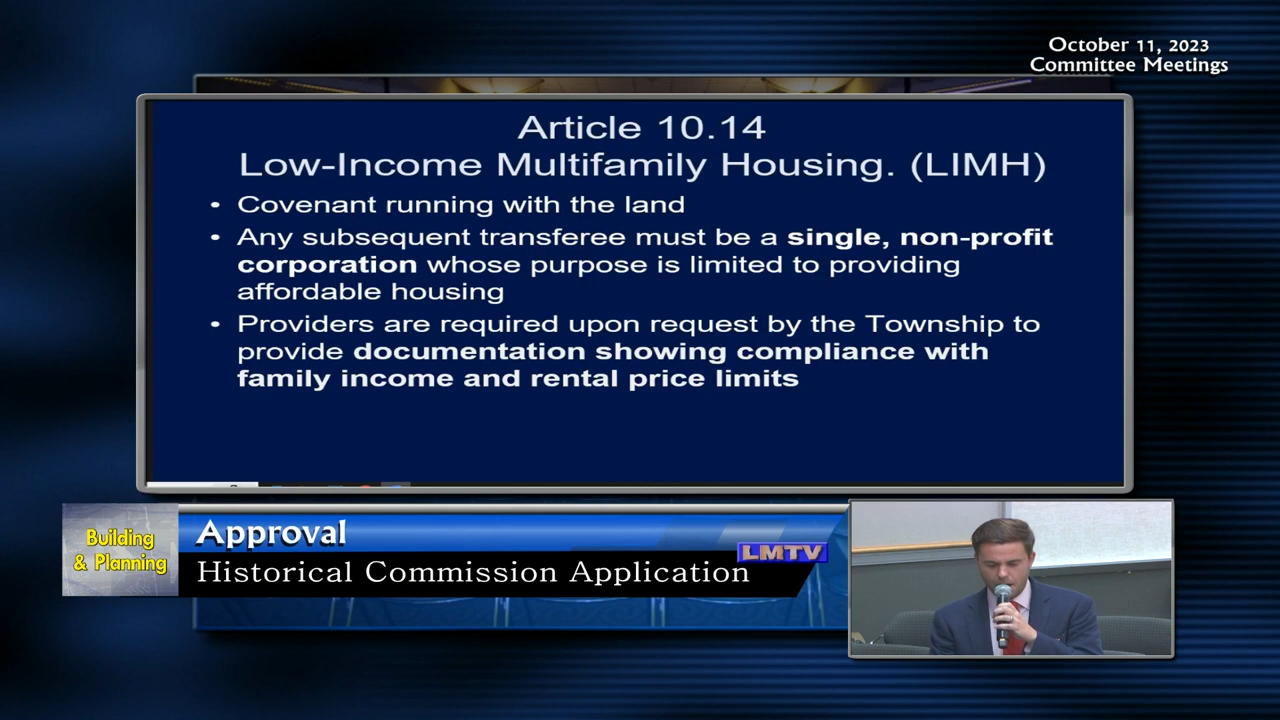 October 11, 2023
Committee Meetings
Article 10.14
Low-Income Multifamily Housing. (LIMH)
• Covenant running with the land
• Any subsequent transferee must be a single, non-profit
corporation whose purpose is limited to providing
affordable housing
• Providers are required upon request by the Township to
provide documentation showing compliance with
family income and rental price limits
Building
& Planning
Approval
LMTV
Historical Commission Application